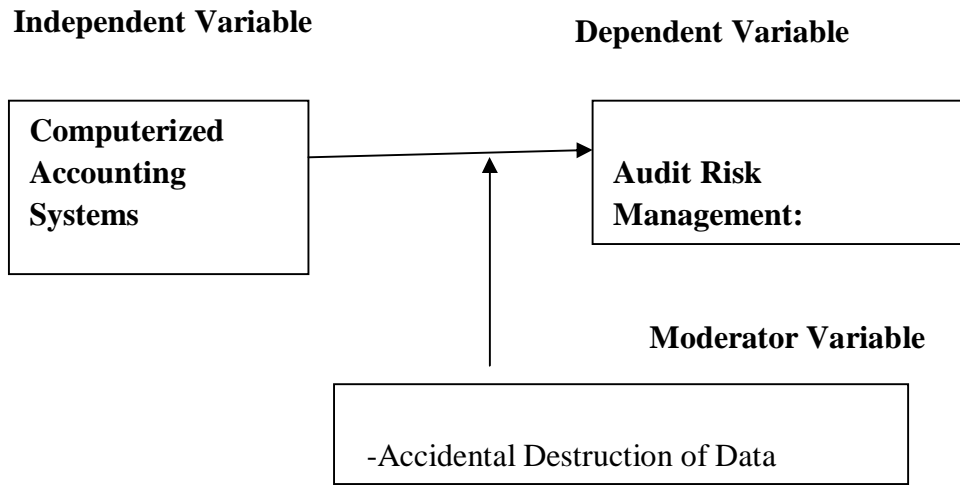 Independent Variable
Dependent Variable
Computerized
Accounting
Systems
Audit Risk
Management:
Moderator Variable
-Accidental Destruction of Data